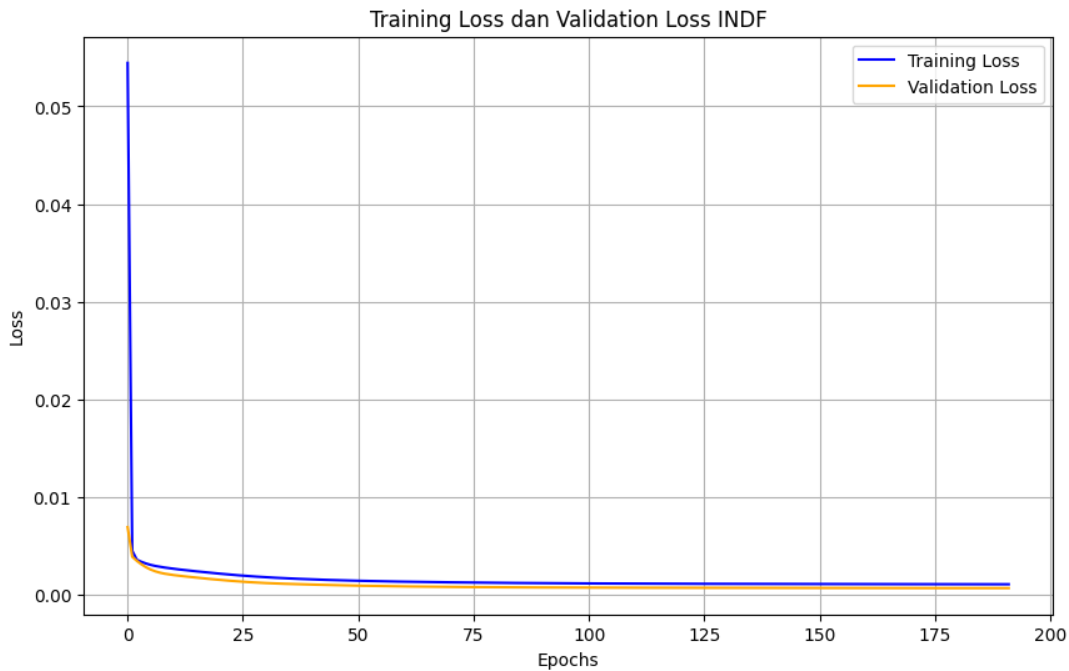 Training Loss dan Validation Loss INDF
Training Loss
Validation Loss
Loss
0.05
0.04
0.03
0.02
0.01
0.00
0 25 50 75 100 125 150 175 200
Epochs